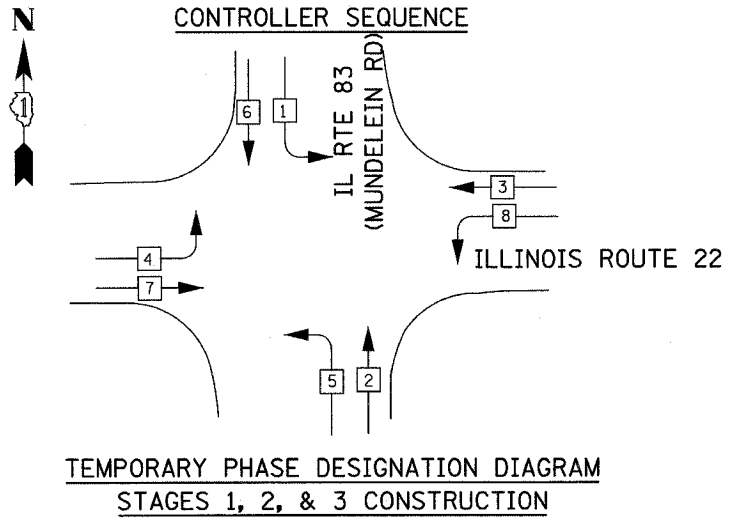 CONTROLLER SEQUENCE
N
1
6
1
IL RTE 83
(MUNDELEIN RD)
3
8
4
7
ILLINOIS ROUTE 22
5
2
TEMPORARY PHASE DESIGNATION DIAGRAM
STAGES 1, 2, & 3 CONSTRUCTION